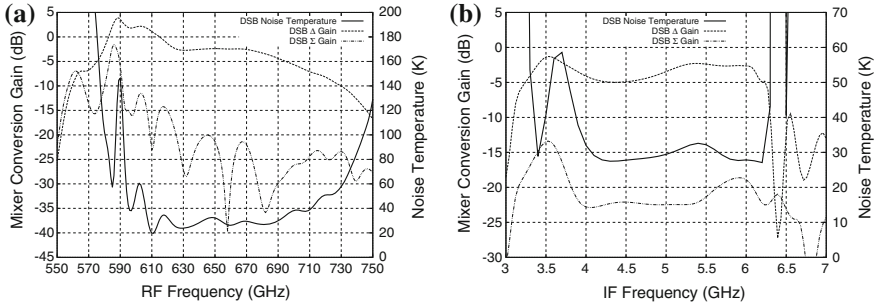 (a)
DSB Noise Temperature
DSB Δ Gain
DSB Σ Gain
Mixer Conversion Gain (dB)
5
0
-5
-10
-15
-20
-25
-30
-35
-40
-45
200
180
160
140
120
100
80
60
40
20
0
Noise Temperature (K)
550 570 590 610 630 650 670 690 710 730 750
RF Frequency (GHz)
(b)
DSB Noise Temperature
DSB Δ Gain
DSB Σ Gain
Mixer Conversion Gain (dB)
5
0
-5
-10
-15
-20
-25
-30
70
60
50
40
30
20
10
0
Noise Temperature (K)
3 3.5 4 4.5 5 5.5 6 6.5 7
IF Frequency (GHz)